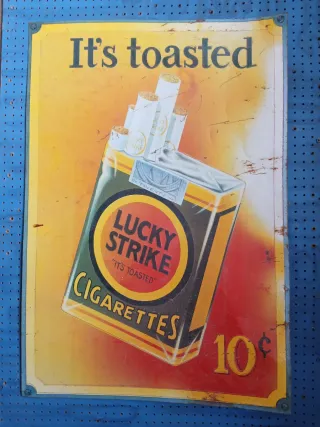 It's toasted
LUCKY
STRIKE
"IT'S TOASTED"
CIGARETTES
10¢